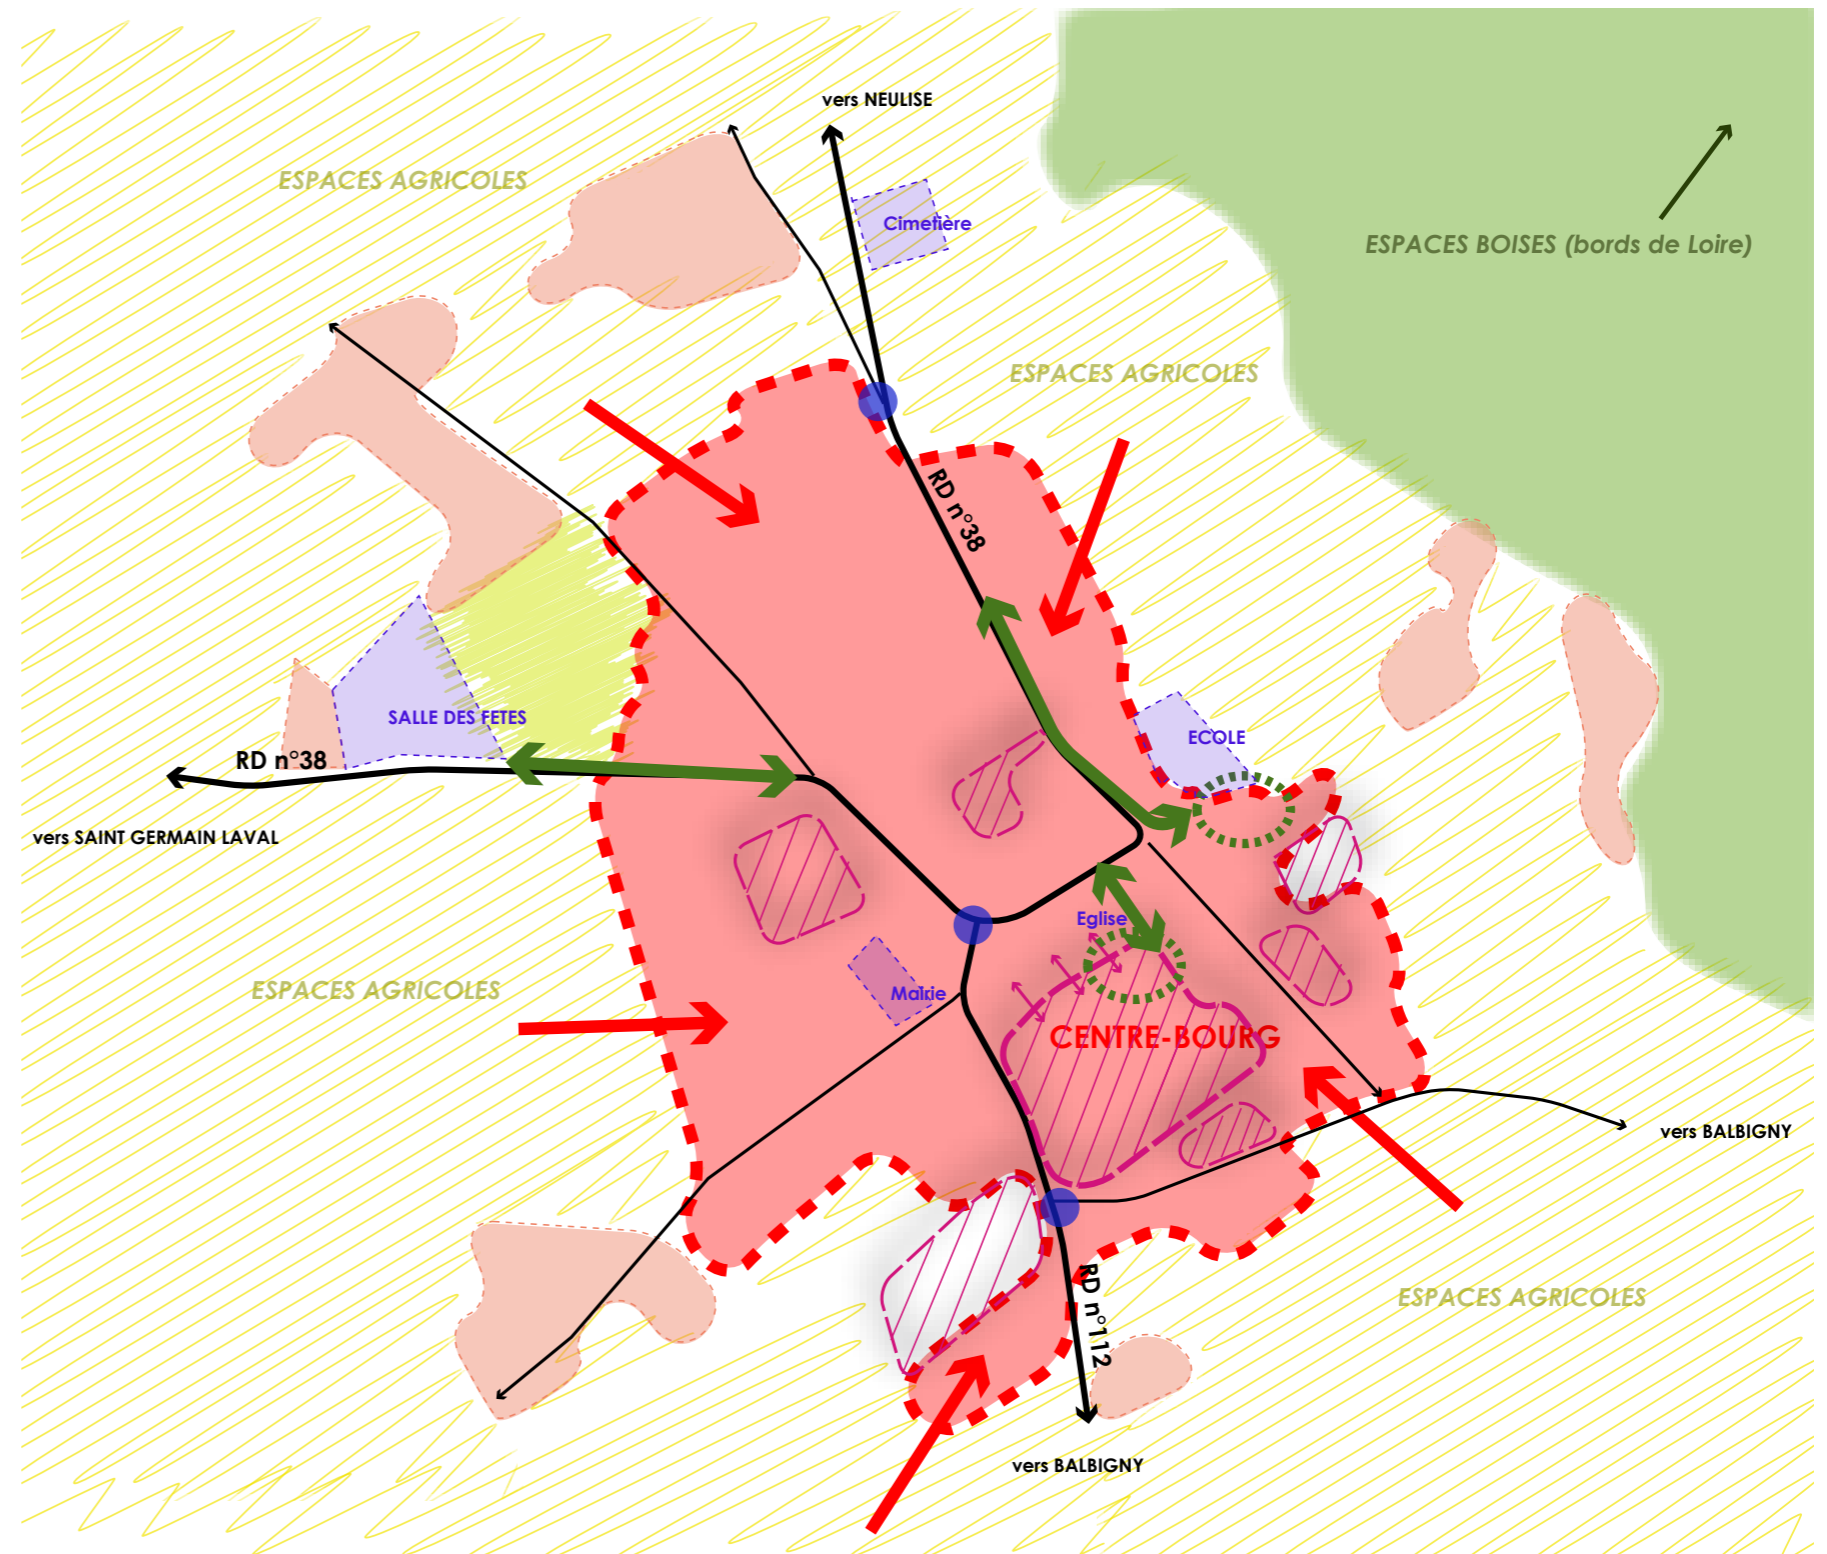 vers NEULISE
ESPACES AGRICOLES
Cimetière
ESPACES BOISES (bords de Loire)
ESPACES AGRICOLES
RD n°38
SALLE DES FETES
ECOLE
RD n°38
vers SAINT GERMAIN LAVAL
Eglise
ESPACES AGRICOLES
Mairie
CENTRE-BOURG
vers BALBIGNY
ESPACES AGRICOLES
RD n°112
vers BALBIGNY